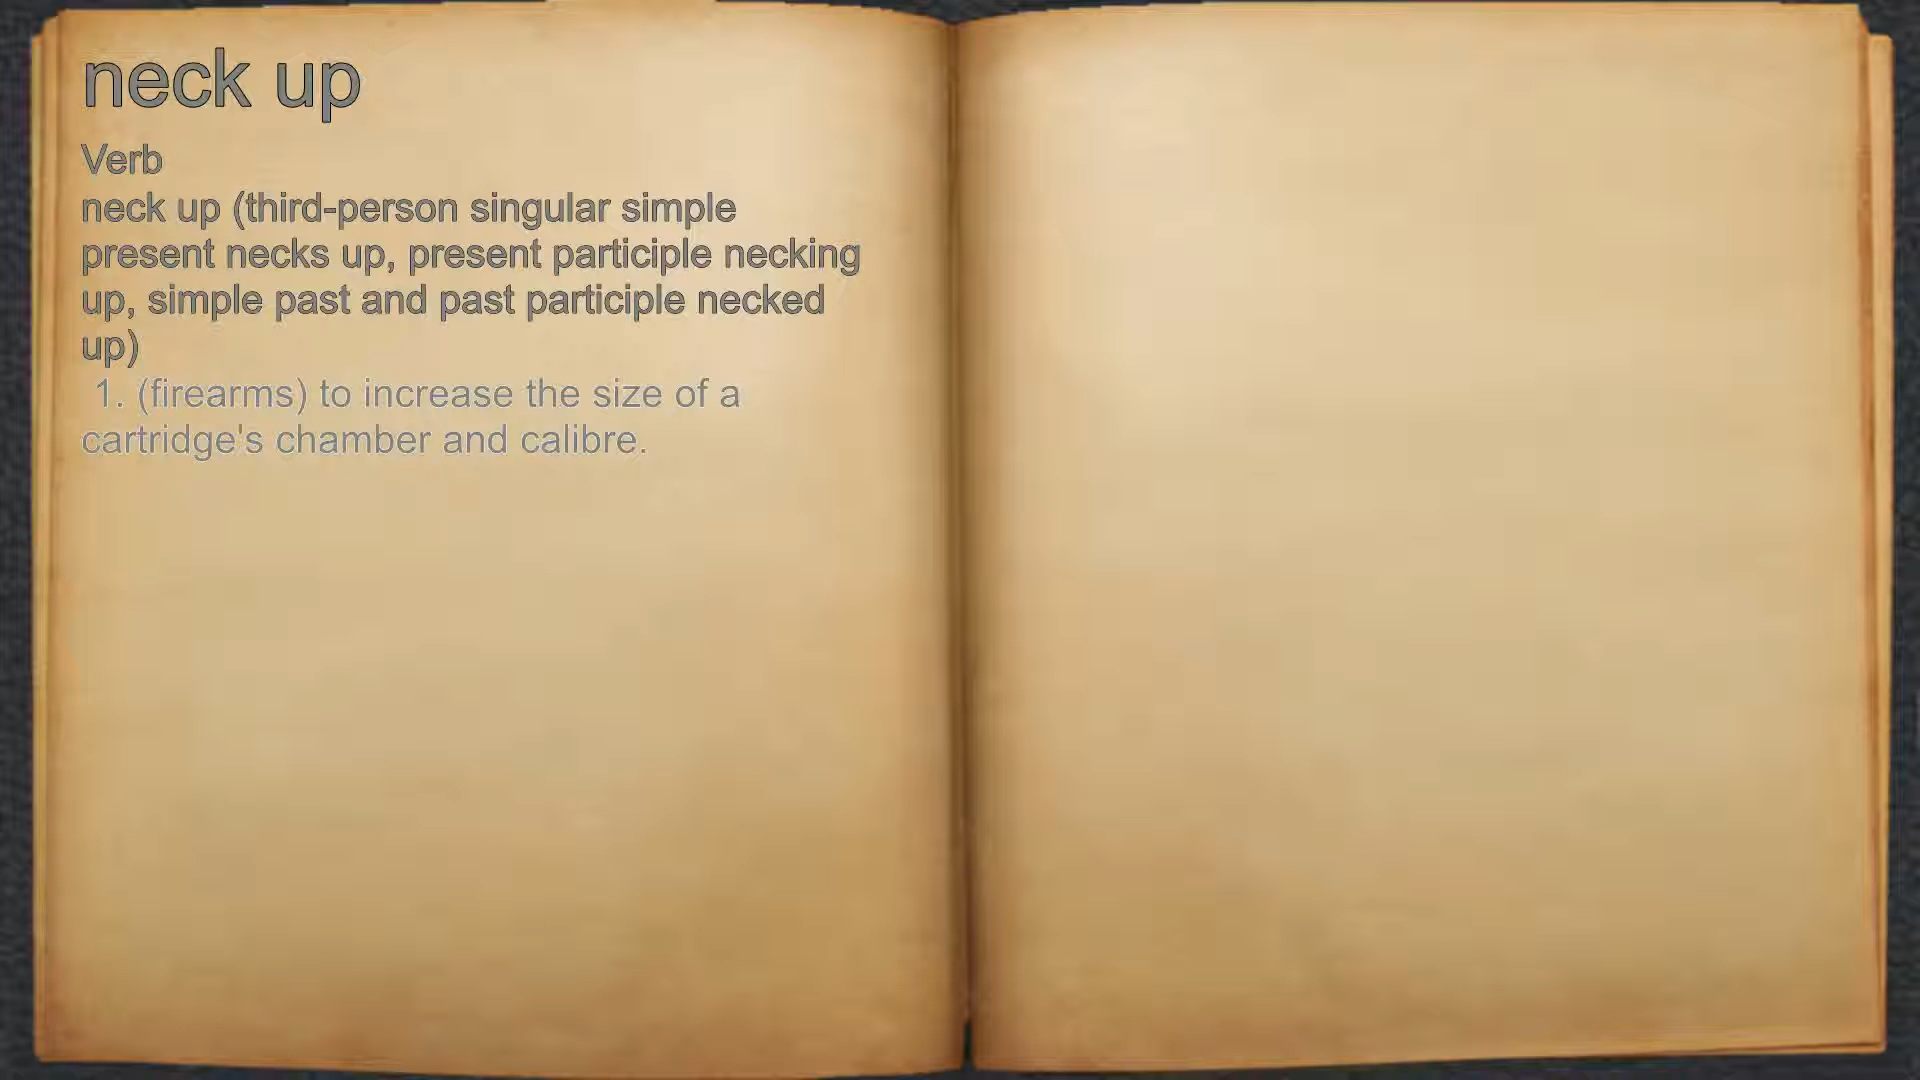 neck up
Verb
neck up (third-person singular simple
present necks up, present participle necking
up, simple past and past participle necked
up)
1. (firearms) to increase the size of a
cartridge's chamber and calibre.